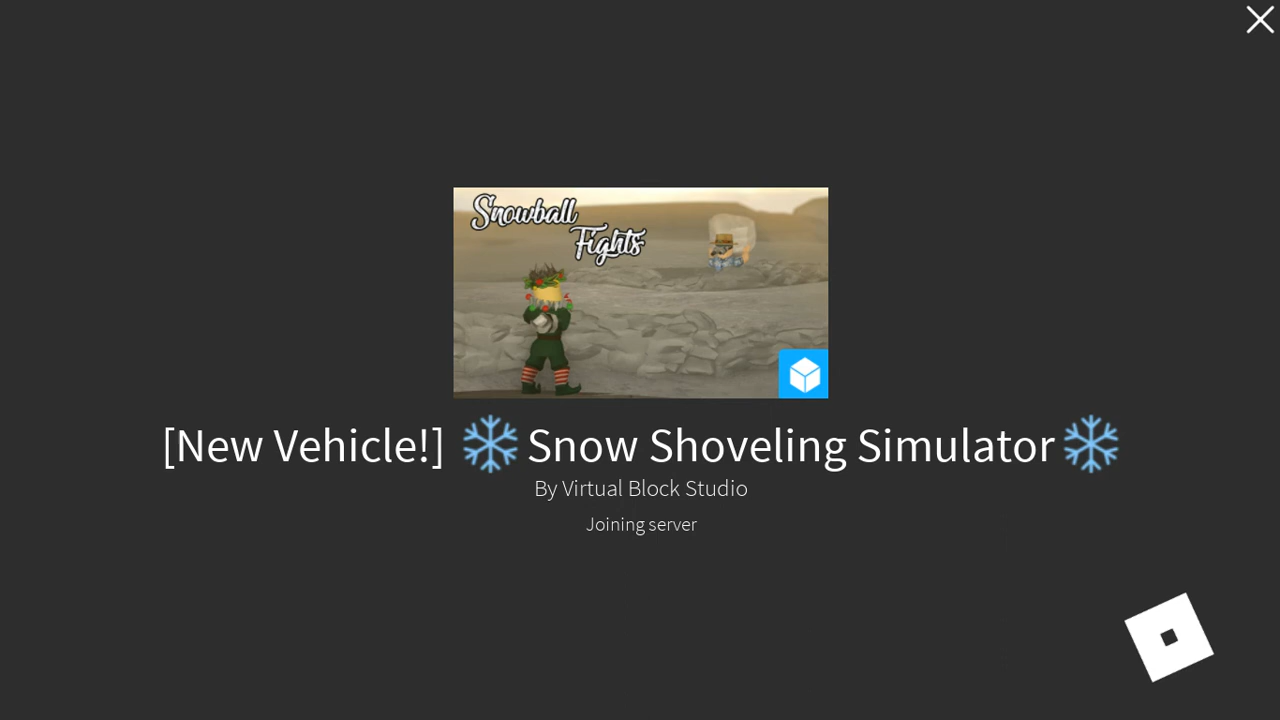 Snowball
Fights
[New Vehicle!] ❄Snow Shoveling Simulator❄
By Virtual Block Studio
Joining server